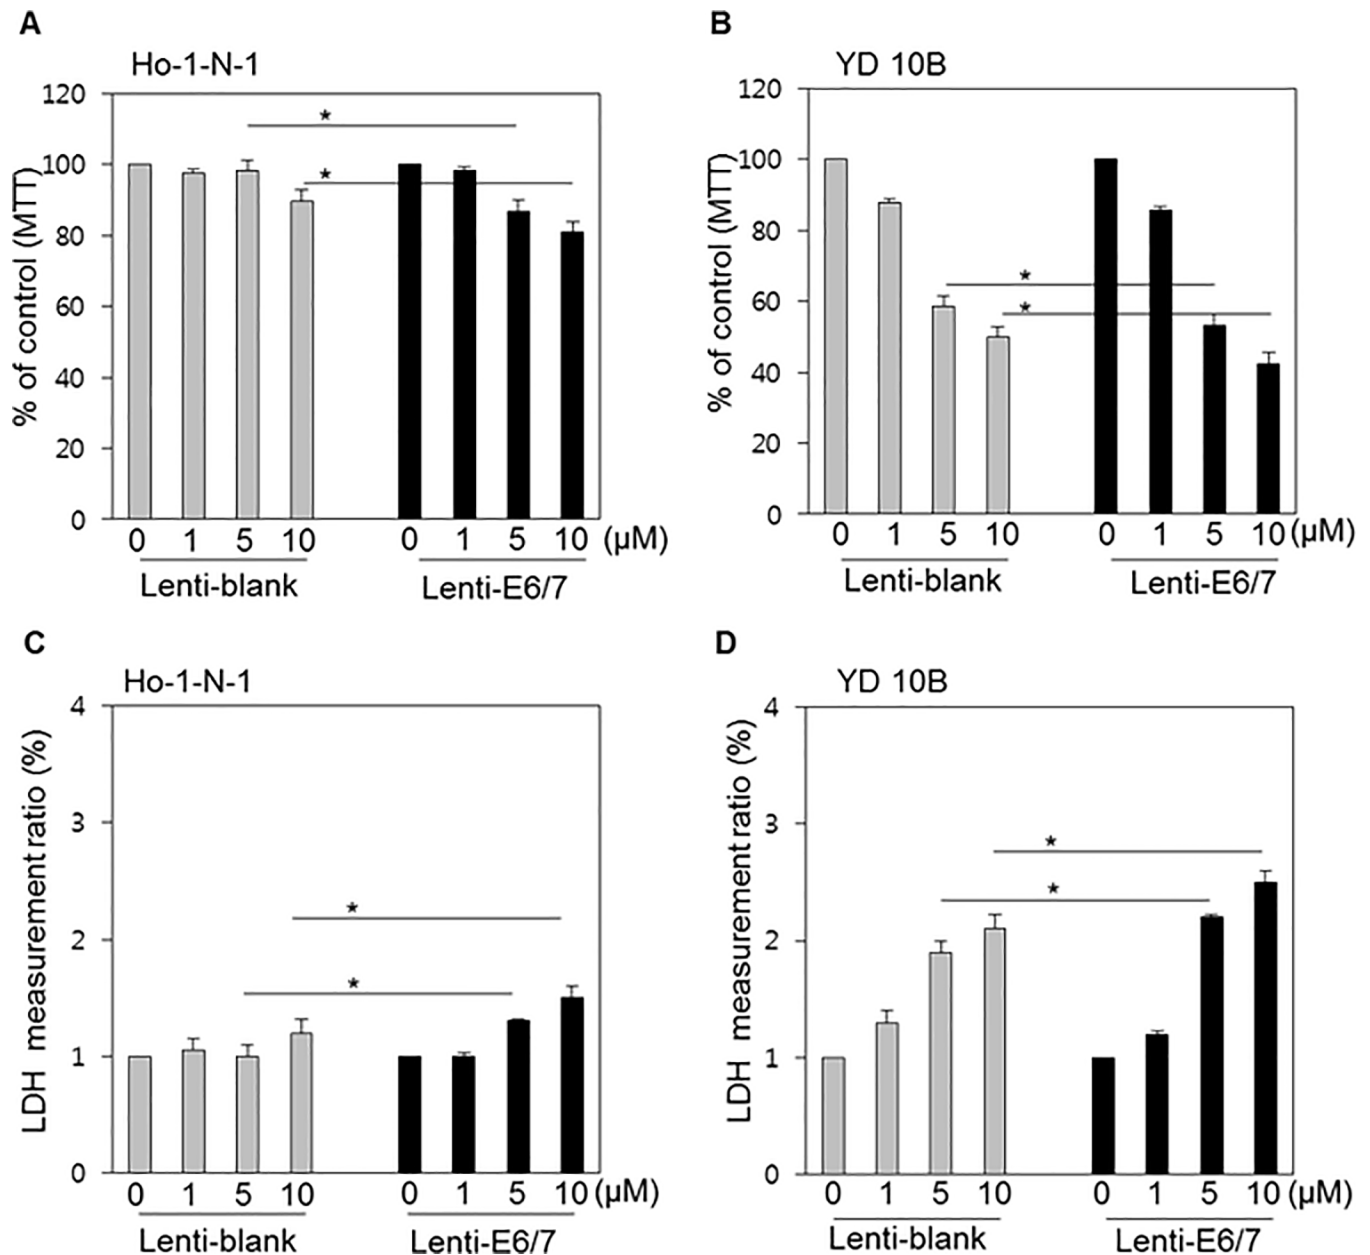 A
Ho-1-N-1
120
100
80
60
40
20
0
% of control (MTT)
★
★
0 1 5 10 0 1 5 10 (µM)
Lenti-blank Lenti-E6/7
B
YD 10B
120
100
80
60
40
20
0
% of control (MTT)
★
★
0 1 5 10 0 1 5 10 (µM)
Lenti-blank Lenti-E6/7
C
Ho-1-N-1
4
3
2
1
0
LDH measurement ratio (%)
★
★
0 1 5 10 0 1 5 10 (µM)
Lenti-blank Lenti-E6/7
D
YD 10B
4
3
2
1
0
LDH measurement ratio (%)
★
★
0 1 5 10 0 1 5 10 (µM)
Lenti-blank Lenti-E6/7